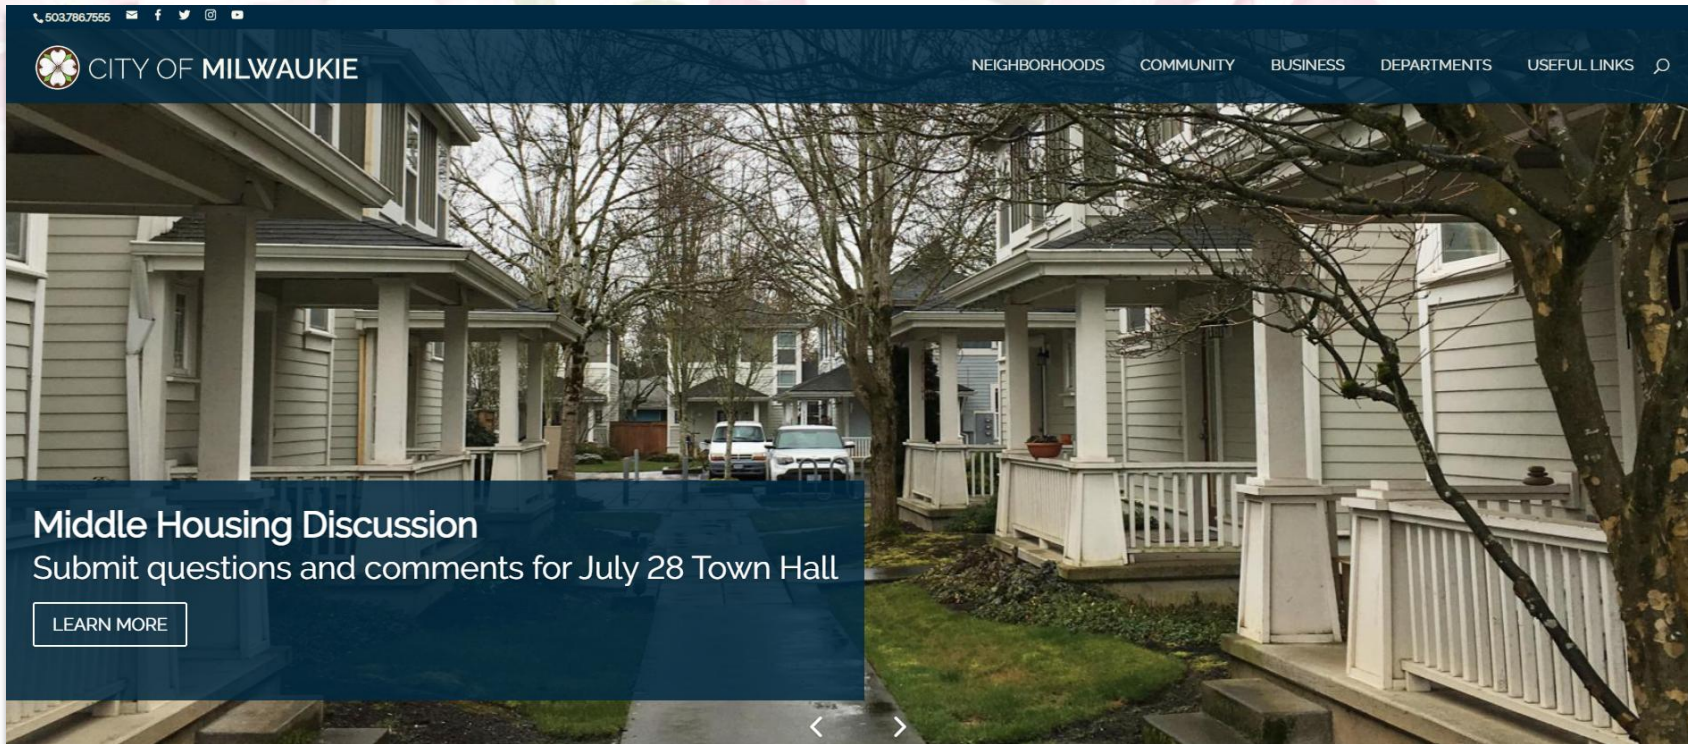 503.786.7555
CITY OF MILWAUKIE
NEIGHBORHOODS COMMUNITY BUSINESS DEPARTMENTS USEFUL LINKS
Middle Housing Discussion
Submit questions and comments for July 28 Town Hall
LEARN MORE